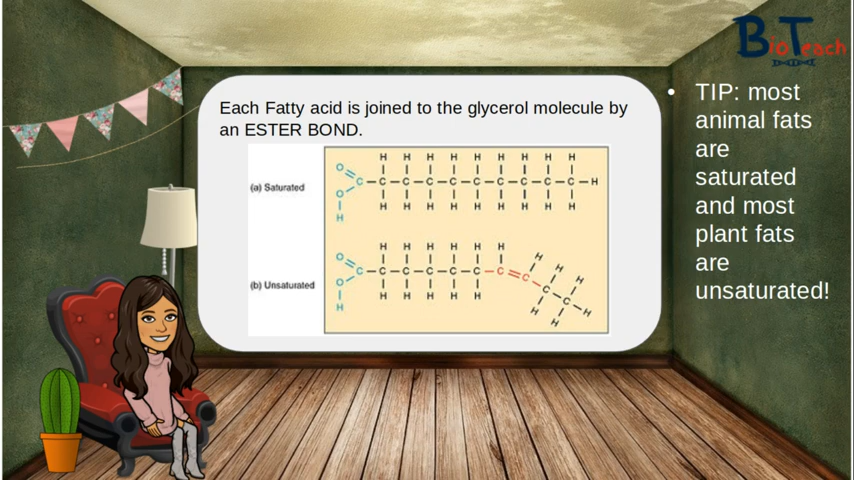 BioTeach
Each Fatty acid is joined to the glycerol molecule by
an ESTER BOND.
H H H H H H H H H
O
(a) Saturated C – C – C – C – C – C – C – C – C – C – H
O
H H H H H H H H H
H
H H H H H H
O H H H
(b) Unsaturated C – C – C – C – C – C – C = C C C H
O
H H H H H H H
H
• TIP: most
animal fats
are
saturated
and most
plant fats
are
unsaturated!